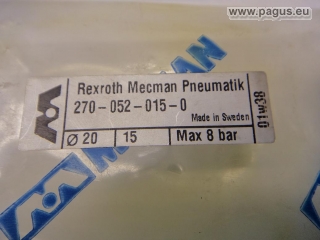 www.pagus.eu
Rexroth Mecman Pneumatik
270-052-015-0
Made in Sweden
Ø 20 15 Max 8 bar
01w38
MECMAN